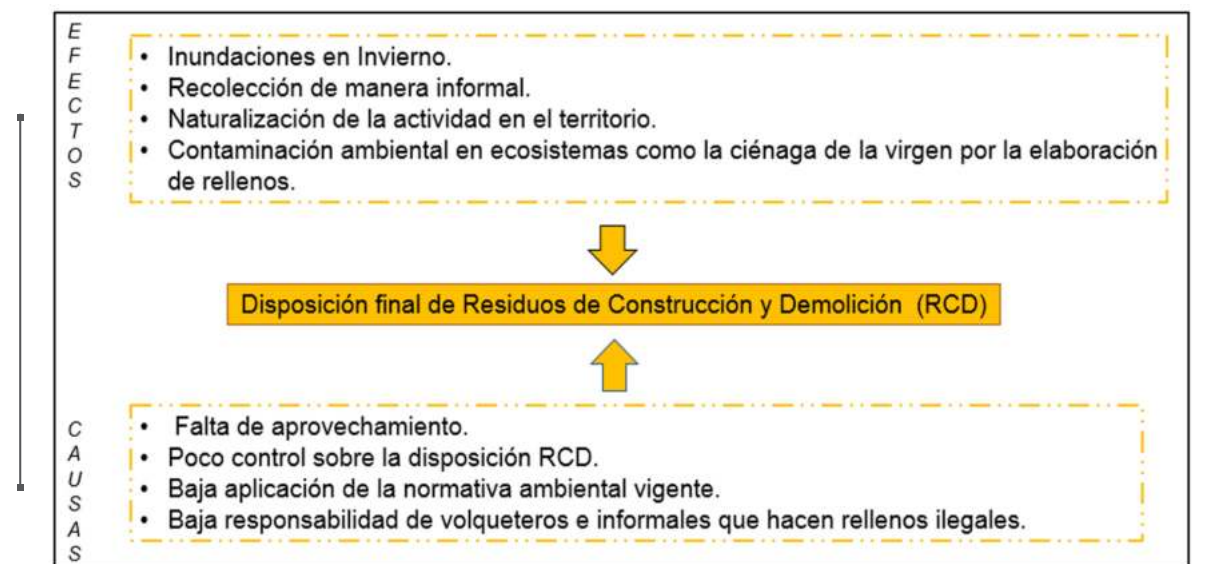 EFECTOS
• Inundaciones en Invierno.
• Recolección de manera informal.
• Naturalización de la actividad en el territorio.
• Contaminación ambiental en ecosistemas como la ciénaga de la virgen por la elaboración
de rellenos.
Disposición final de Residuos de Construcción y Demolición (RCD)
CAUSAS
• Falta de aprovechamiento.
• Poco control sobre la disposición RCD.
• Baja aplicación de la normativa ambiental vigente.
• Baja responsabilidad de volqueteros e informales que hacen rellenos ilegales.